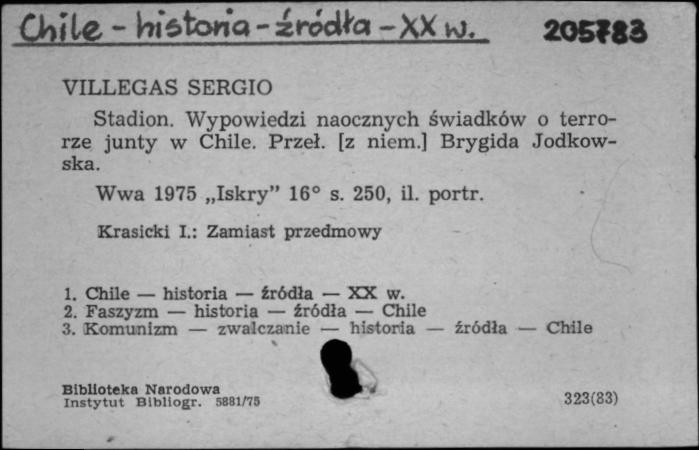 Chile - historia - źródła - XX w. 205783
VILLEGAS SERGIO
Stadion. Wypowiedzi naocznych świadków o terro-
rze junty w Chile. Przeł. [z niem.] Brygida Jodkow-
ska.
Wwa 1975 „Iskry” 16° s. 250, il. portr.
Krasicki I.: Zamiast przedmowy
1. Chile — historia — źródła — XX w.
2. Faszyzm — historia — źródła — Chile
3. Komunizm — zwalczanie — historia — źródła — Chile
Biblioteka Narodowa
Instytut Bibliogr. 5881/75 323(83)